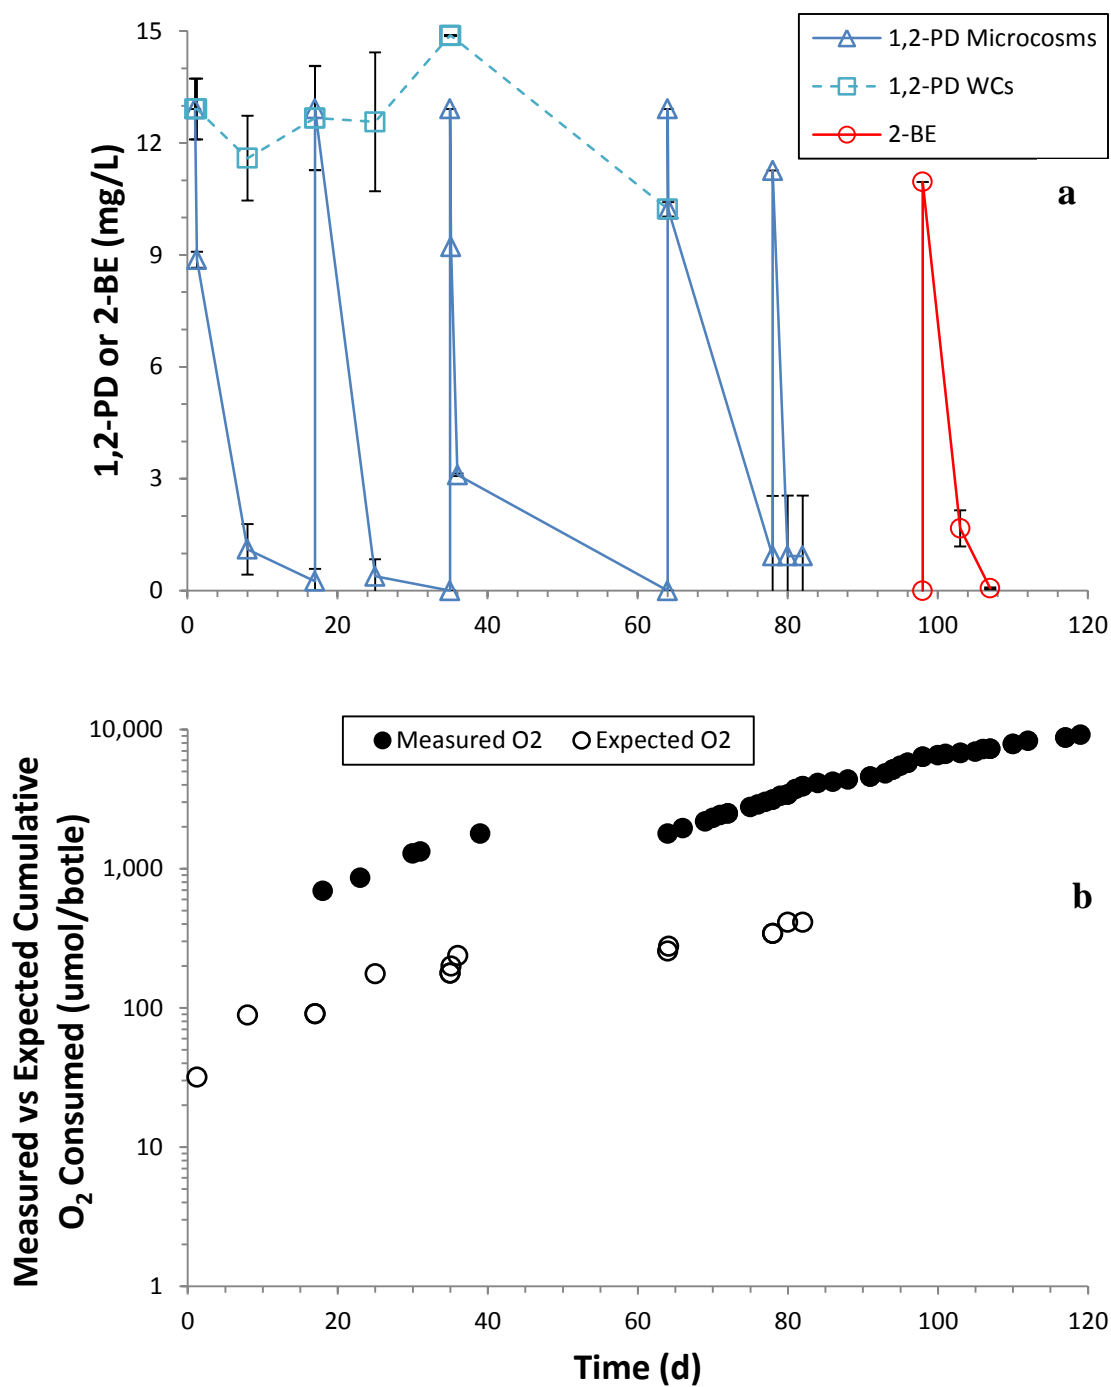 1,2-PD or 2-BE (mg/L)
15
12
9
6
3
0
0 20 40 60 80 100 120
1,2-PD Microcosms
1,2-PD WCs
2-BE
a
Measured vs Expected Cumulative
O2 Consumed (umol/botle)
10,000
1,000
100
10
1
Measured O2 Expected O2
b
0 20 40 60 80 100 120
Time (d)